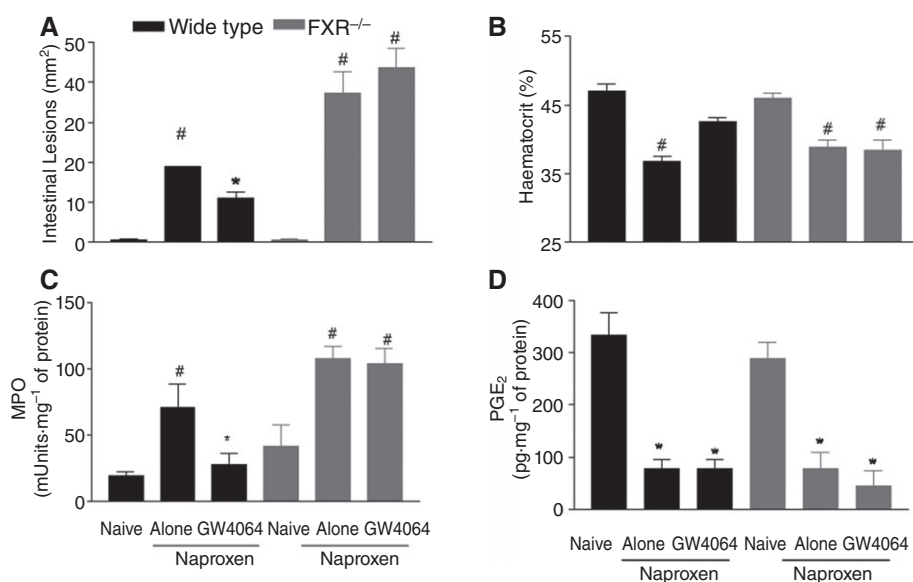 A
Wide type
FXR–/–
Intestinal Lesions (mm2)
50
40
20
20
10
0
#
*
#
#
B
Haematocrit (%)
55
45
35
25
#
#
#
C
MPO
(mUnits·mg–1 of protein)
150
100
50
0
#
*
#
#
Naive Alone GW4064 Naive Alone GW4064
Naproxen Naproxen
D
PGE2
(pg·mg–1 of protein)
400
300
400
100
0
*
*
*
*
Naive Alone GW4064 Naive Alone GW4064
Naproxen Naproxen